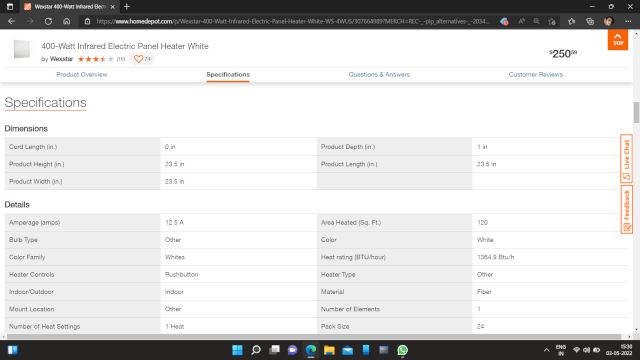 Wexstar 400-Watt Infrared Electri
https://www.homedepot.com/p/Wexstar-400-Watt-Infrared-Electric-Panel-Heater-White-WS-4WUS/307664989?MERCH=REC-_-pip_alternatives-_-2034...
400-Watt Infrared Electric Panel Heater White
by Wexstar (16) 74
$250 69
TOP
Product Overview Specifications Questions & Answers Customer Reviews
Specifications
Dimensions
Cord Length (in.) 0 in Product Depth (in.) 1 in
Product Height (in.) 23.5 in Product Length (in.) 23.5 in
Product Width (in.) 23.5 in
Live Chat
Feedback
Details
Amperage (amps) 12.5 A Area Heated (Sq. Ft.) 120
Bulb Type Other Color White
Color Family Whites Heat rating (BTU/hour) 1364.9 Btu/h
Heater Controls Pushbutton Heater Type Other
Indoor/Outdoor Indoor Material Fiber
Mount Location Other Number of Elements 1
Number of Heat Settings 1 Heat Pack Size 24
ENG
IN
15:30
03-05-2022